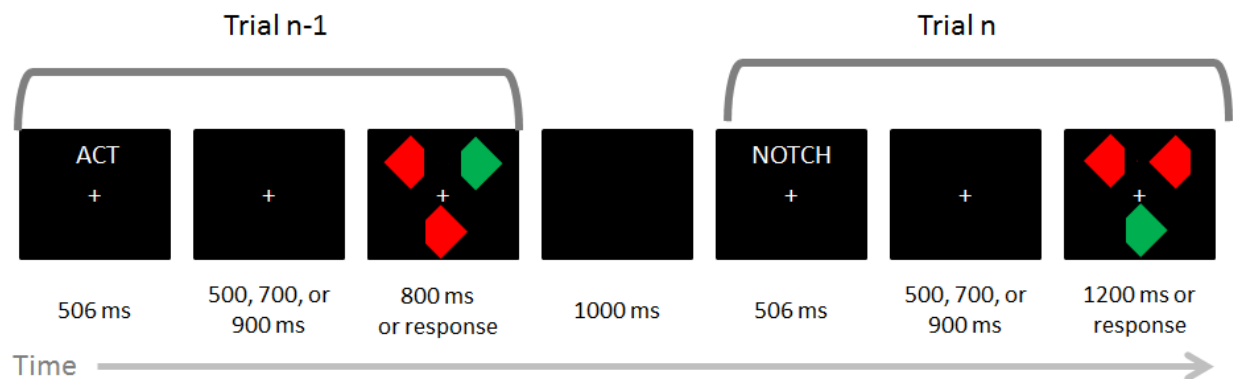 Trial n-1
Trial n
ACT
+
+
+
NOTCH
+
+
+
506 ms
500, 700, or
900 ms
800 ms
or response
1000 ms
506 ms
500, 700, or
900 ms
1200 ms or
response
Time